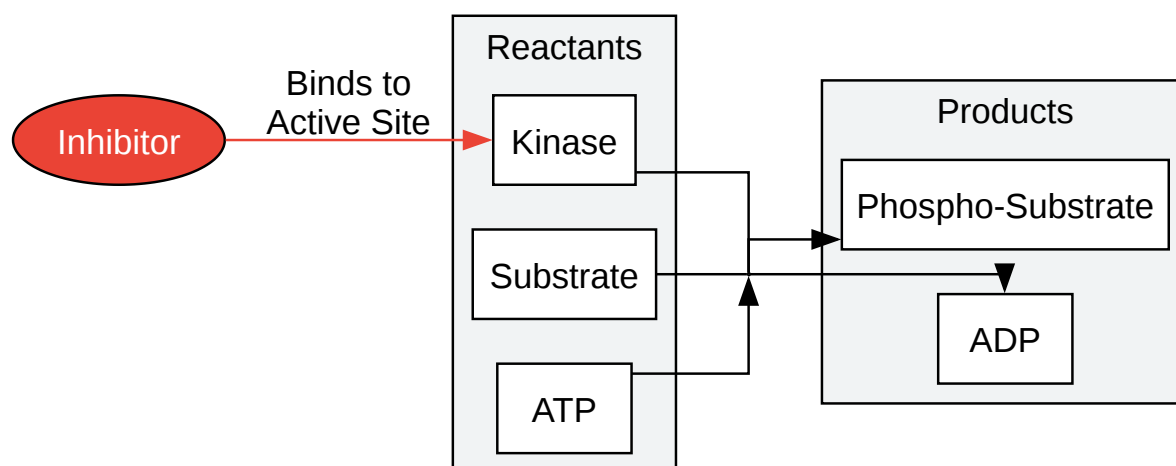 Inhibitor
Binds to
Active Site
Reactants
Kinase
Substrate
ATP
Products
Phospho-Substrate
ADP